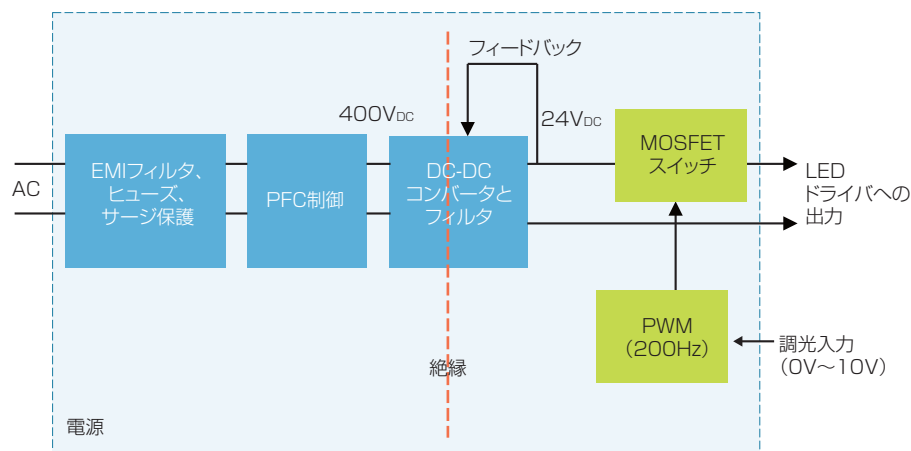 フィードバック
400VDC
24VDC
AC
EMIフィルタ、
ヒューズ、
サージ保護
PFC制御
DC-DC
コンバータと
フィルタ
MOSFET
スイッチ
LED
ドライバへの
出力
PWM
（200Hz）
調光入力
（0V～10V）
絶縁
電源